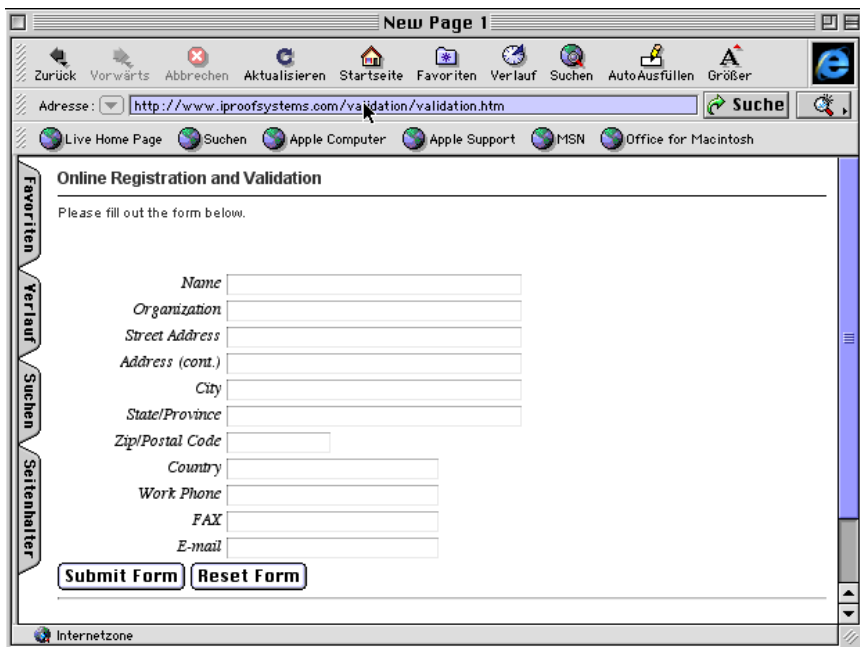 New Page 1
Zurück Vorwärts Abbrechen Aktualisieren Startseite Favoriten Verlauf Suchen AutoAusfüllen Größer
Adresse: http://www.iproofsystems.com/validation/validation.htm Suche
Live Home Page Suchen Apple Computer Apple Support MSN Office for Macintosh
Favoriten
Verlauf
Suchen
Seitenhalter
Online Registration and Validation
Please fill out the form below.
Name
Organization
Street Address
Address (cont.)
City
State/Province
Zip/Postal Code
Country
Work Phone
FAX
E-mail
Submit Form Reset Form
Internetzone